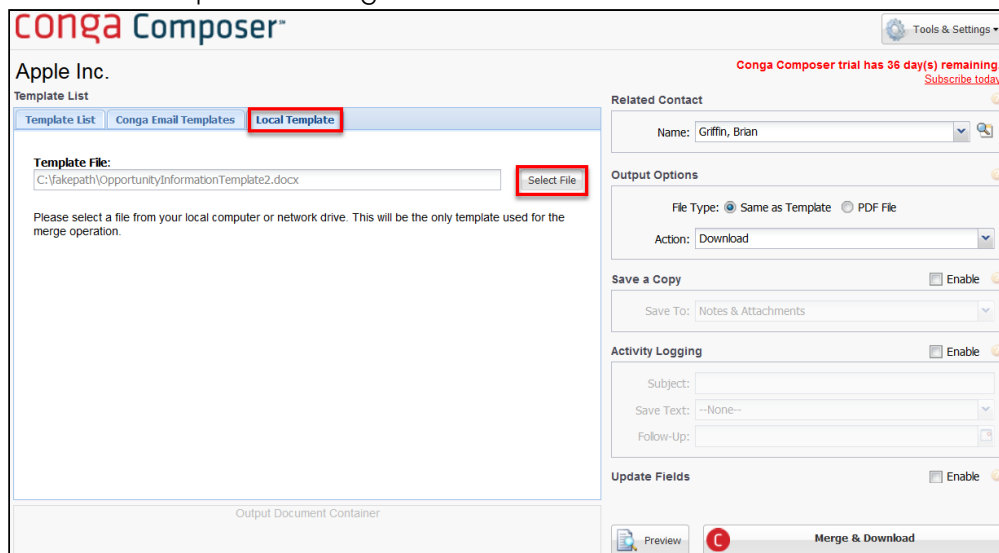 conga Composer℠
Tools & Settings
Apple Inc.
Conga Composer trial has 36 day(s) remaining.
Subscribe today
Template List
Related Contact
Template List Conga Email Templates Local Template
Name: Griffin, Brian
Template File:
C:\fakepath\OpportunityInformationTemplate2.docx Select File
Output Options
File Type: Same as Template PDF File
Please select a file from your local computer or network drive. This will be the only template used for the
merge operation.
Action: Download
Save a Copy Enable
Save To: Notes & Attachments
Activity Logging Enable
Subject:
Save Text: --None--
Follow-Up:
Update Fields Enable
Output Document Container
Preview C Merge & Download